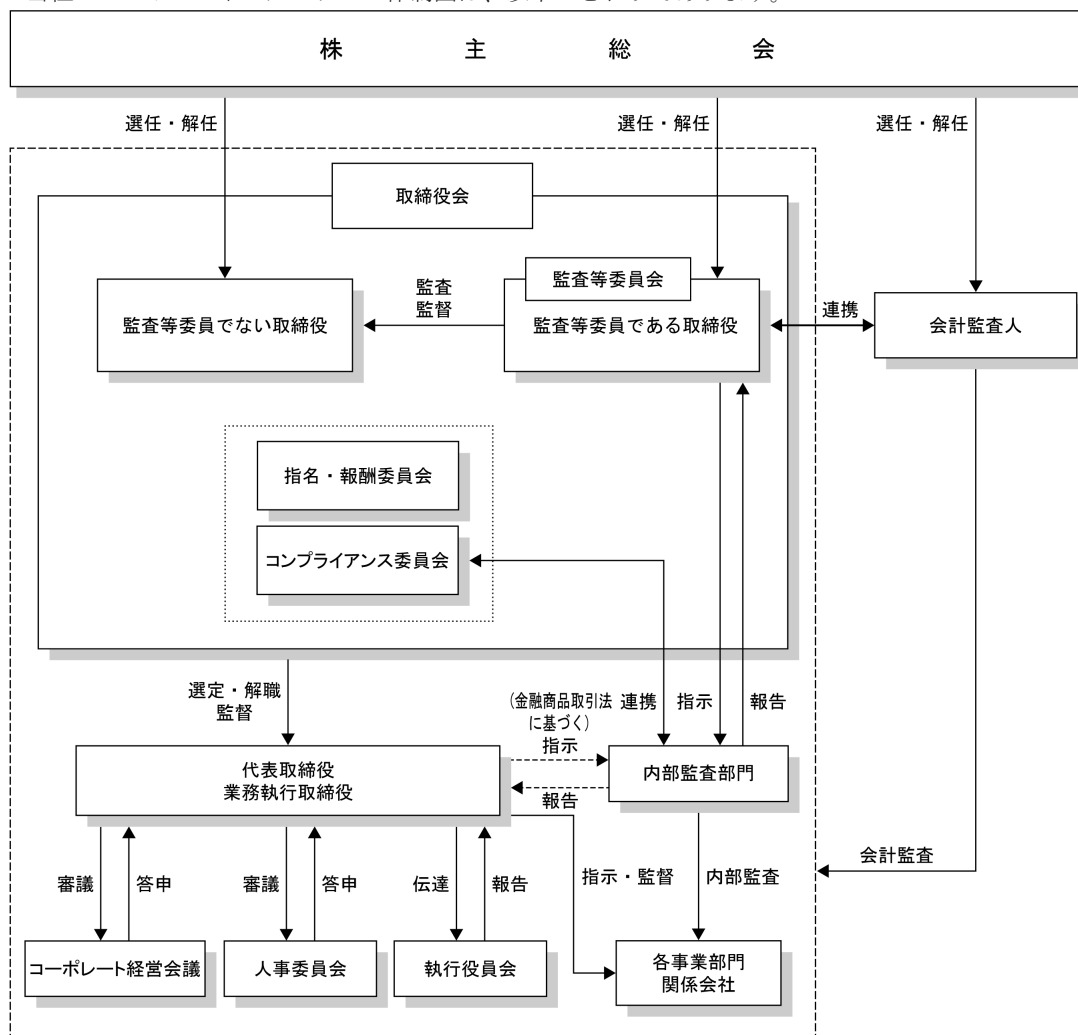 株主総会
選任・解任
選任・解任
選任・解任
取締役会
監査等委員会
監査等委員でない取締役
監査
監督
監査等委員である取締役
連携
会計監査人
指名・報酬委員会
コンプライアンス委員会
選定・解職
監督
(金融商品取引法
に基づく)
指示
連携
指示
報告
代表取締役
業務執行取締役
内部監査部門
報告
会計監査
審議
答申
審議
答申
伝達
報告
指示・監督
内部監査
コーポレート経営会議
人事委員会
執行役員会
各事業部門
関係会社